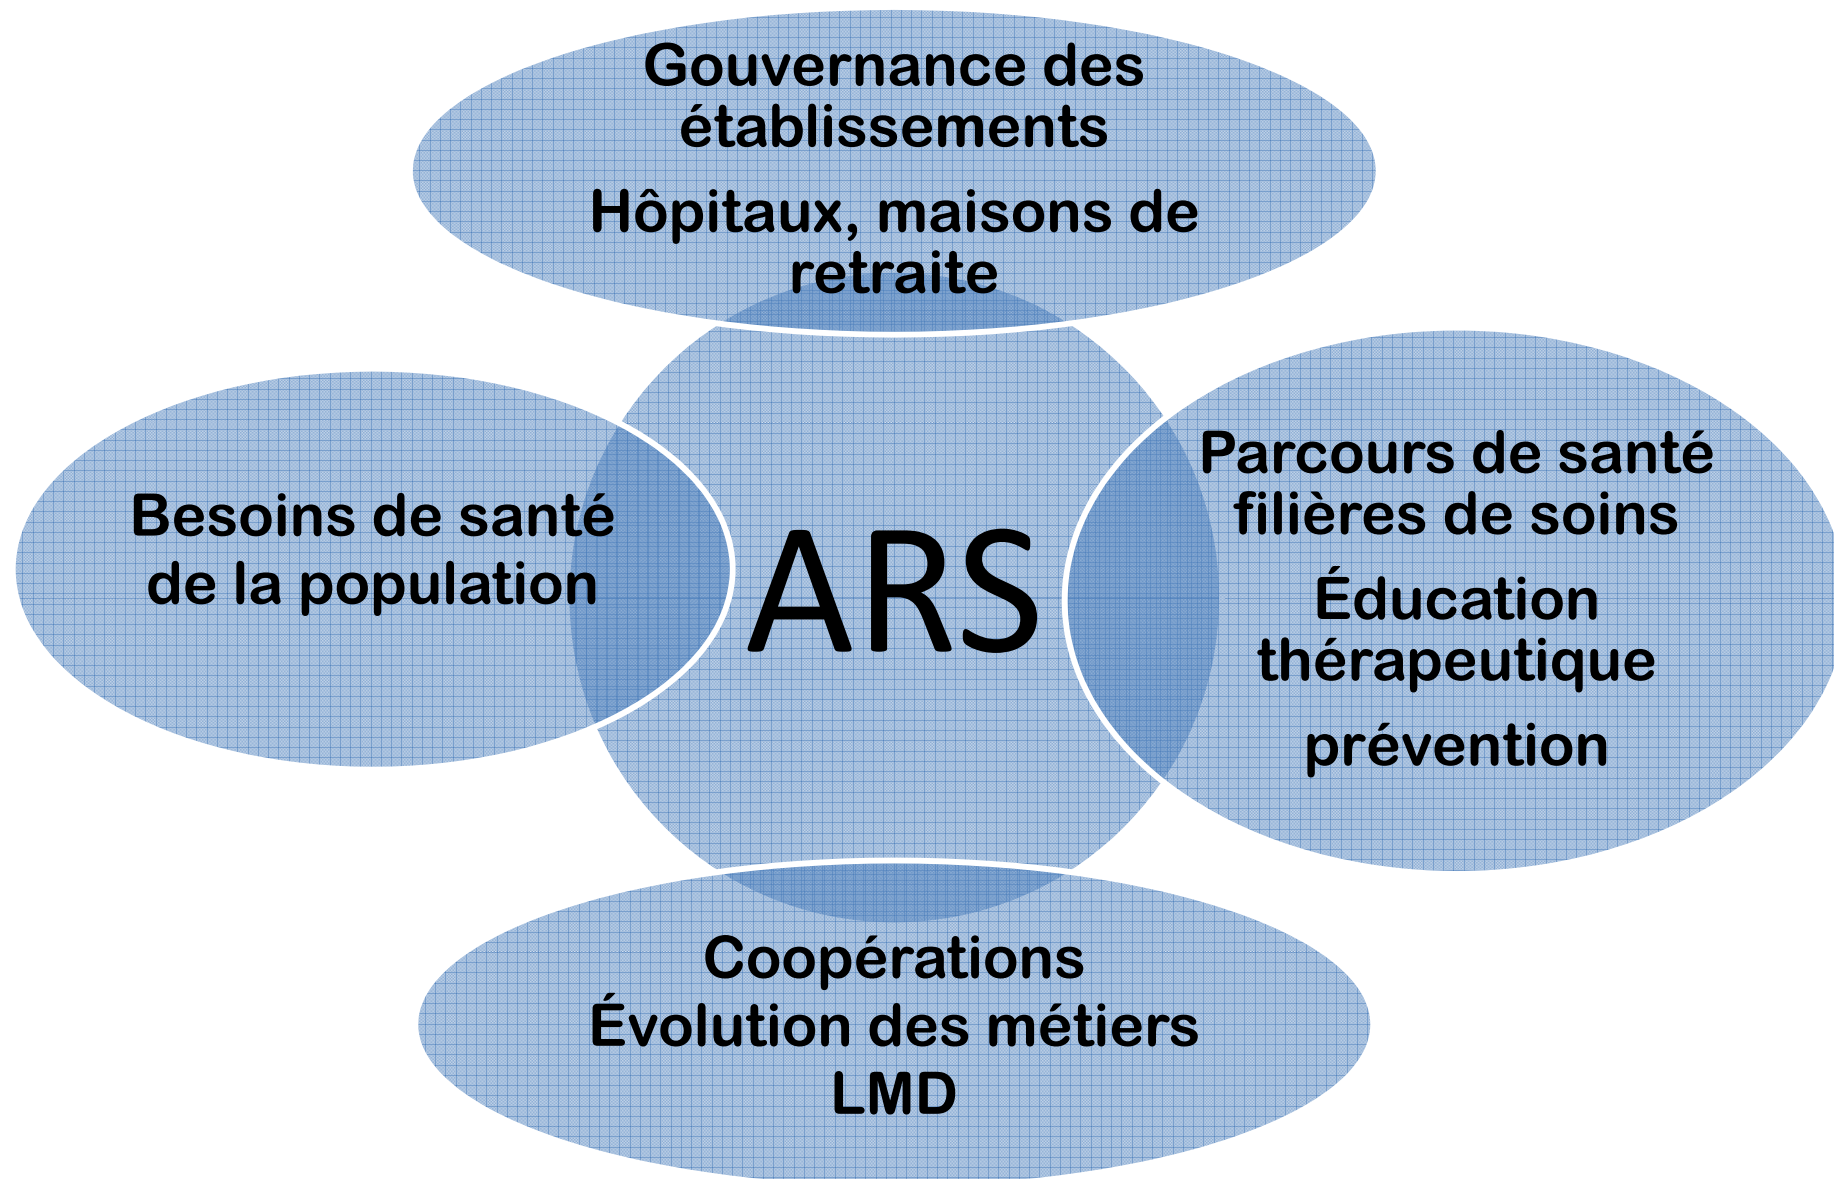 Gouvernance des
établissements
Hôpitaux, maisons de
retraite
Besoins de santé
de la population
ARS
Parcours de santé
filières de soins
Éducation
thérapeutique
prévention
Coopérations
Évolution des métiers
LMD